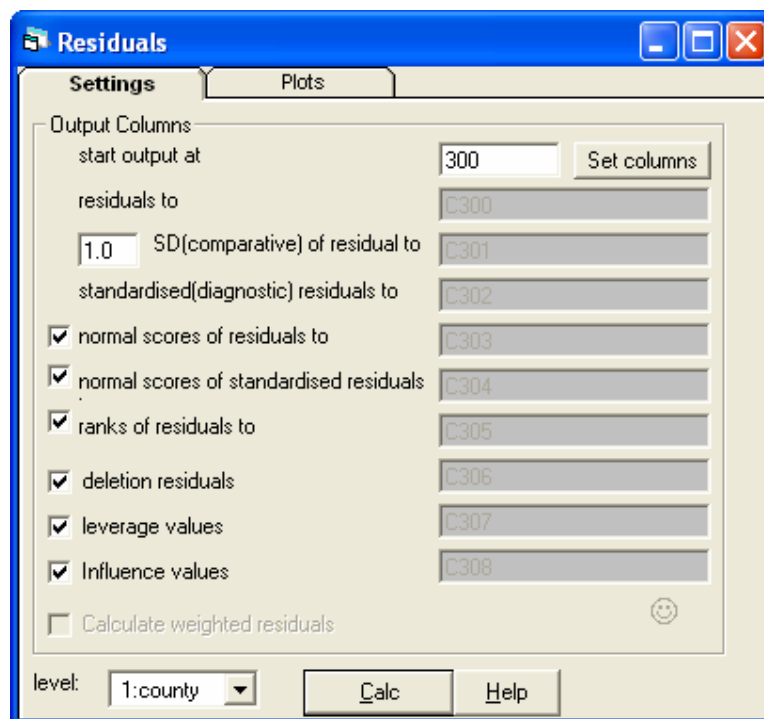 Residuals
Settings Plots
Output Columns
start output at 300 Set columns
residuals to C300
1.0 SD(comparative) of residual to C301
standardised(diagnostic) residuals to C302
normal scores of residuals to C303
normal scores of standardised residuals C304
ranks of residuals to C305
deletion residuals C306
leverage values C307
Influence values C308
Calculate weighted residuals
level: 1:county Calc Help